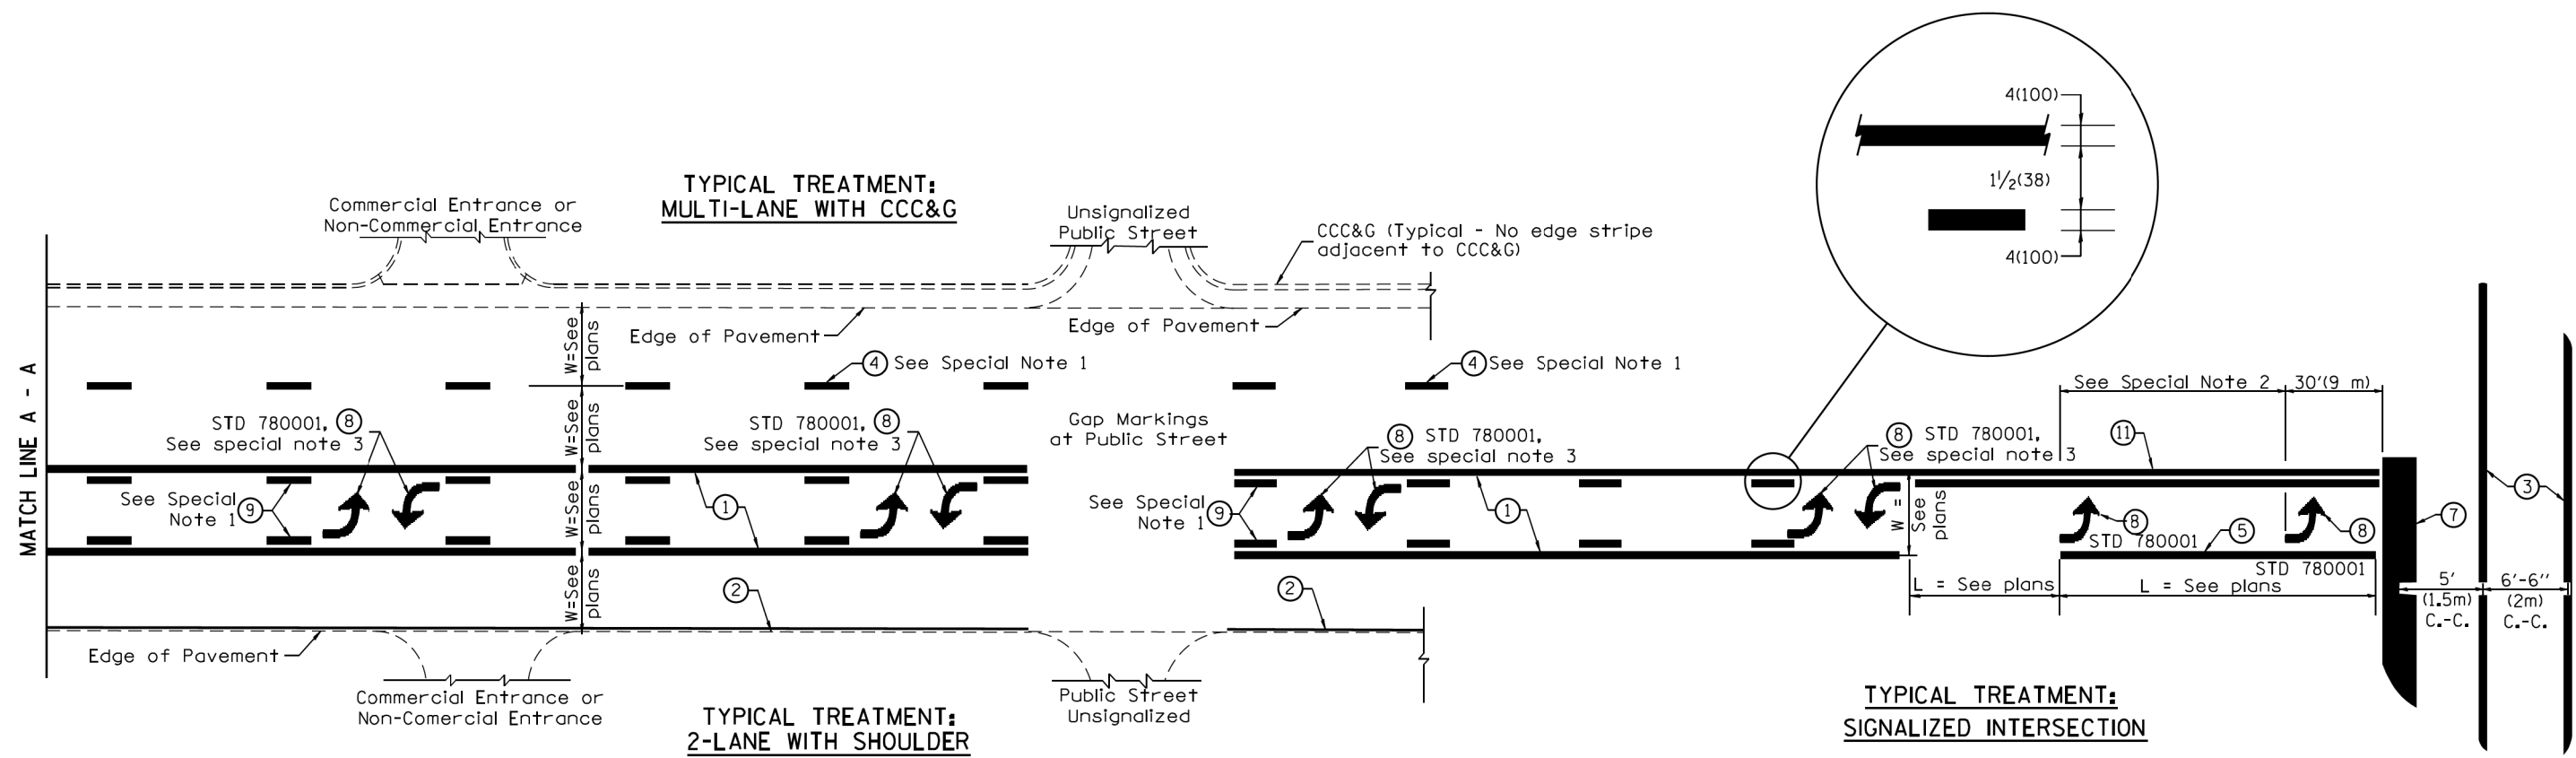 MATCH LINE A - A
Commercial Entrance or
Non-Commercial Entrance
TYPICAL TREATMENT:
MULTI-LANE WITH CCC&G
Unsignalized
Public Street
CCC&G (Typical - No edge stripe
adjacent to CCC&G)
4(100)
1½(38)
4(100)
W=See
plans
Edge of Pavement
Edge of Pavement
4 See Special Note 1
4 See Special Note 1
W=See
plans
STD 780001, 8
See special note 3
STD 780001, 8
See special note 3
Gap Markings
at Public Street
8 STD 780001,
See special note 3
8 STD 780001,
See special note 3
See Special Note 2
30'(9 m)
11
See Special
Note 1
9
W=See
plans
1
See Special
Note 1
9
1
W =
See
plans
8
STD 780001
5
8
STD 780001
7
3
W=See
plans
2
2
L = See plans
L = See plans
5'
(1.5m)
C.-C.
6'-6"
(2m)
C.-C.
Edge of Pavement
Commercial Entrance or
Non-Comercial Entrance
TYPICAL TREATMENT:
2-LANE WITH SHOULDER
Public Street
Unsignalized
TYPICAL TREATMENT:
SIGNALIZED INTERSECTION